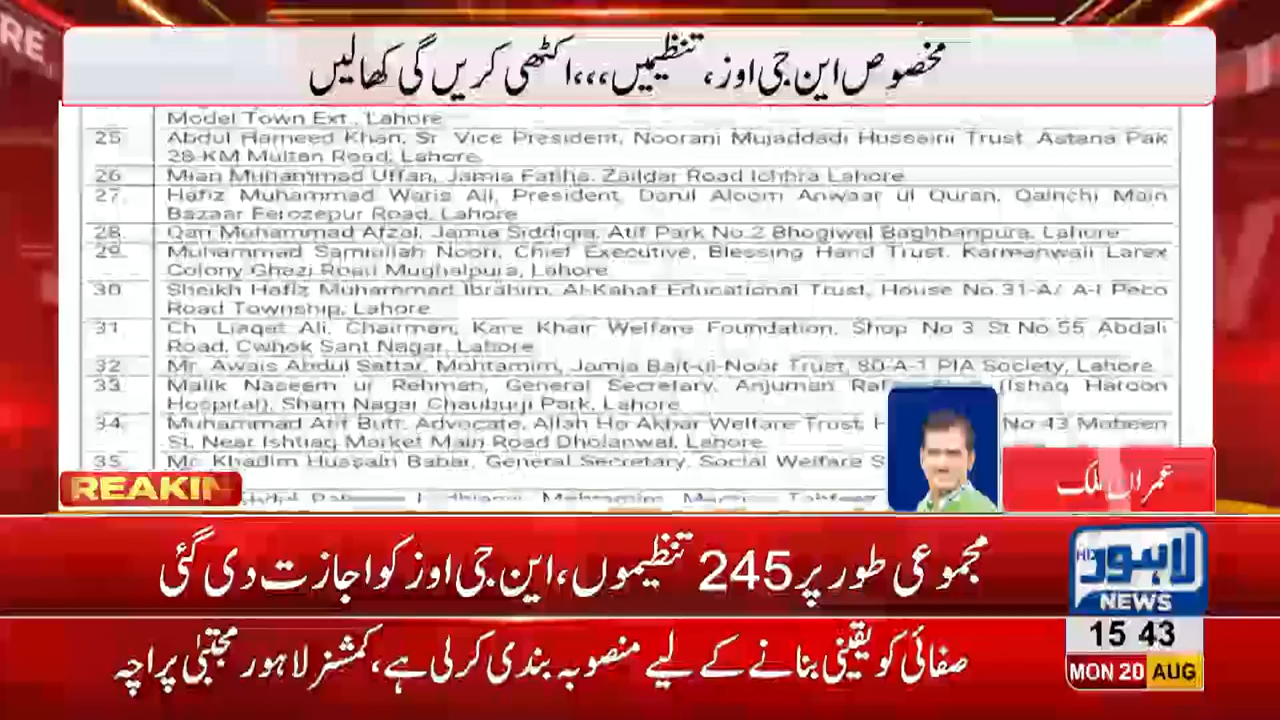 مخصوص این جی اوز، تنظیمیں،،،اکٹھی کریں گی کھالیں
Model Town Ext., Lahore
25 Abdul Hameed Khan, Sr. Vice President, Noorani Mujaddadi Hussaini Trust, Astana Pak
28-KM Multan Road, Lahore
26 Mian Muhammad Uffan, Jamia Fatiha. Zaildar Road Ichhra Lahore
27. Hafiz Muhammad Waris Ali, President, Darul Aloom Anwaar ul Quran, Qainchi Main
Bazaar Ferozepur Road, Lahore
28. Qari Muhammad Afzal, Jamia Siddiqia, Atif Park No.2 Bhogiwal Baghbanpura, Lahore
29. Muhammad Samiullah Noori, Chief Executive, Blessing Hand Trust. Karmanwali Larex
Colony Ghazi Road Mughalpura, Lahore
30 Sheikh Hafiz Muhammad Ibrahim, Al-Kahaf Educational Trust, House No.31-A/ A-I Peco
Road Township, Lahore
31 Ch. Liaqat Ali, Chairman, Kare Khair Welfare Foundation, Shop No 3 St No 55 Abdali
Road, Cwhok Sant Nagar, Lahore
32 Mr. Awais Abdul Sattar, Mohtamim, Jamia Bait-ul-Noor Trust, 80-A-1 PIA Society, Lahore
33. Malik Naseem ur Rehman, General Secretary, Anjuman (Ishaq Haroon
Hospital), Sham Nagar Chauburji Park, Lahore
34. Muhammad Atif Butt, Advocate, Allah Ho Akbar Welfare Trust, No 43 Mabeen
St, Near Ishtiaq Market Main Road Dholanwal, Lahore
35. Mr. Khadim Hussain Babar, General Secretary, Social Welfare S
REAKIN
عمران ملک
مجموعی طور پر 245 تنظیموں، این جی اوز کو اجازت دی گئی
صفائی کو یقینی بنانے کے لیے منصوبہ بندی کرلی ہے، کمشنر لاہور مجتبیٰ پراچہ
HD
لاہور
NEWS
15 43
MON 20 AUG